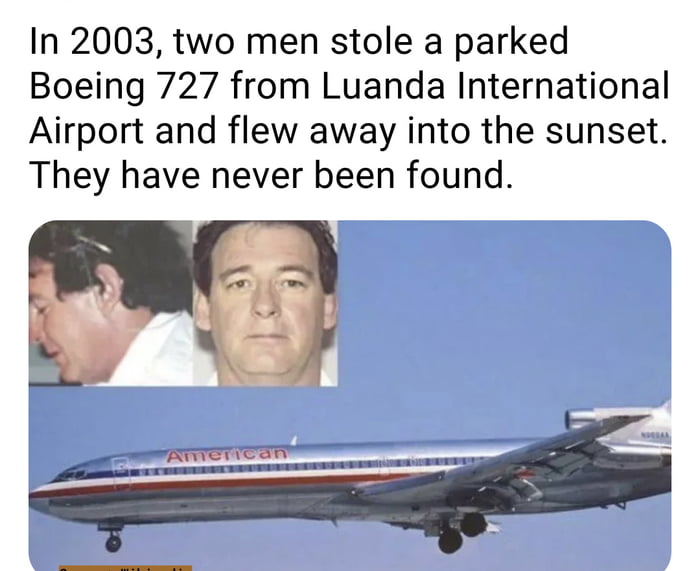 In 2003, two men stole a parked
Boeing 727 from Luanda International
Airport and flew away into the sunset.
They have never been found.
American